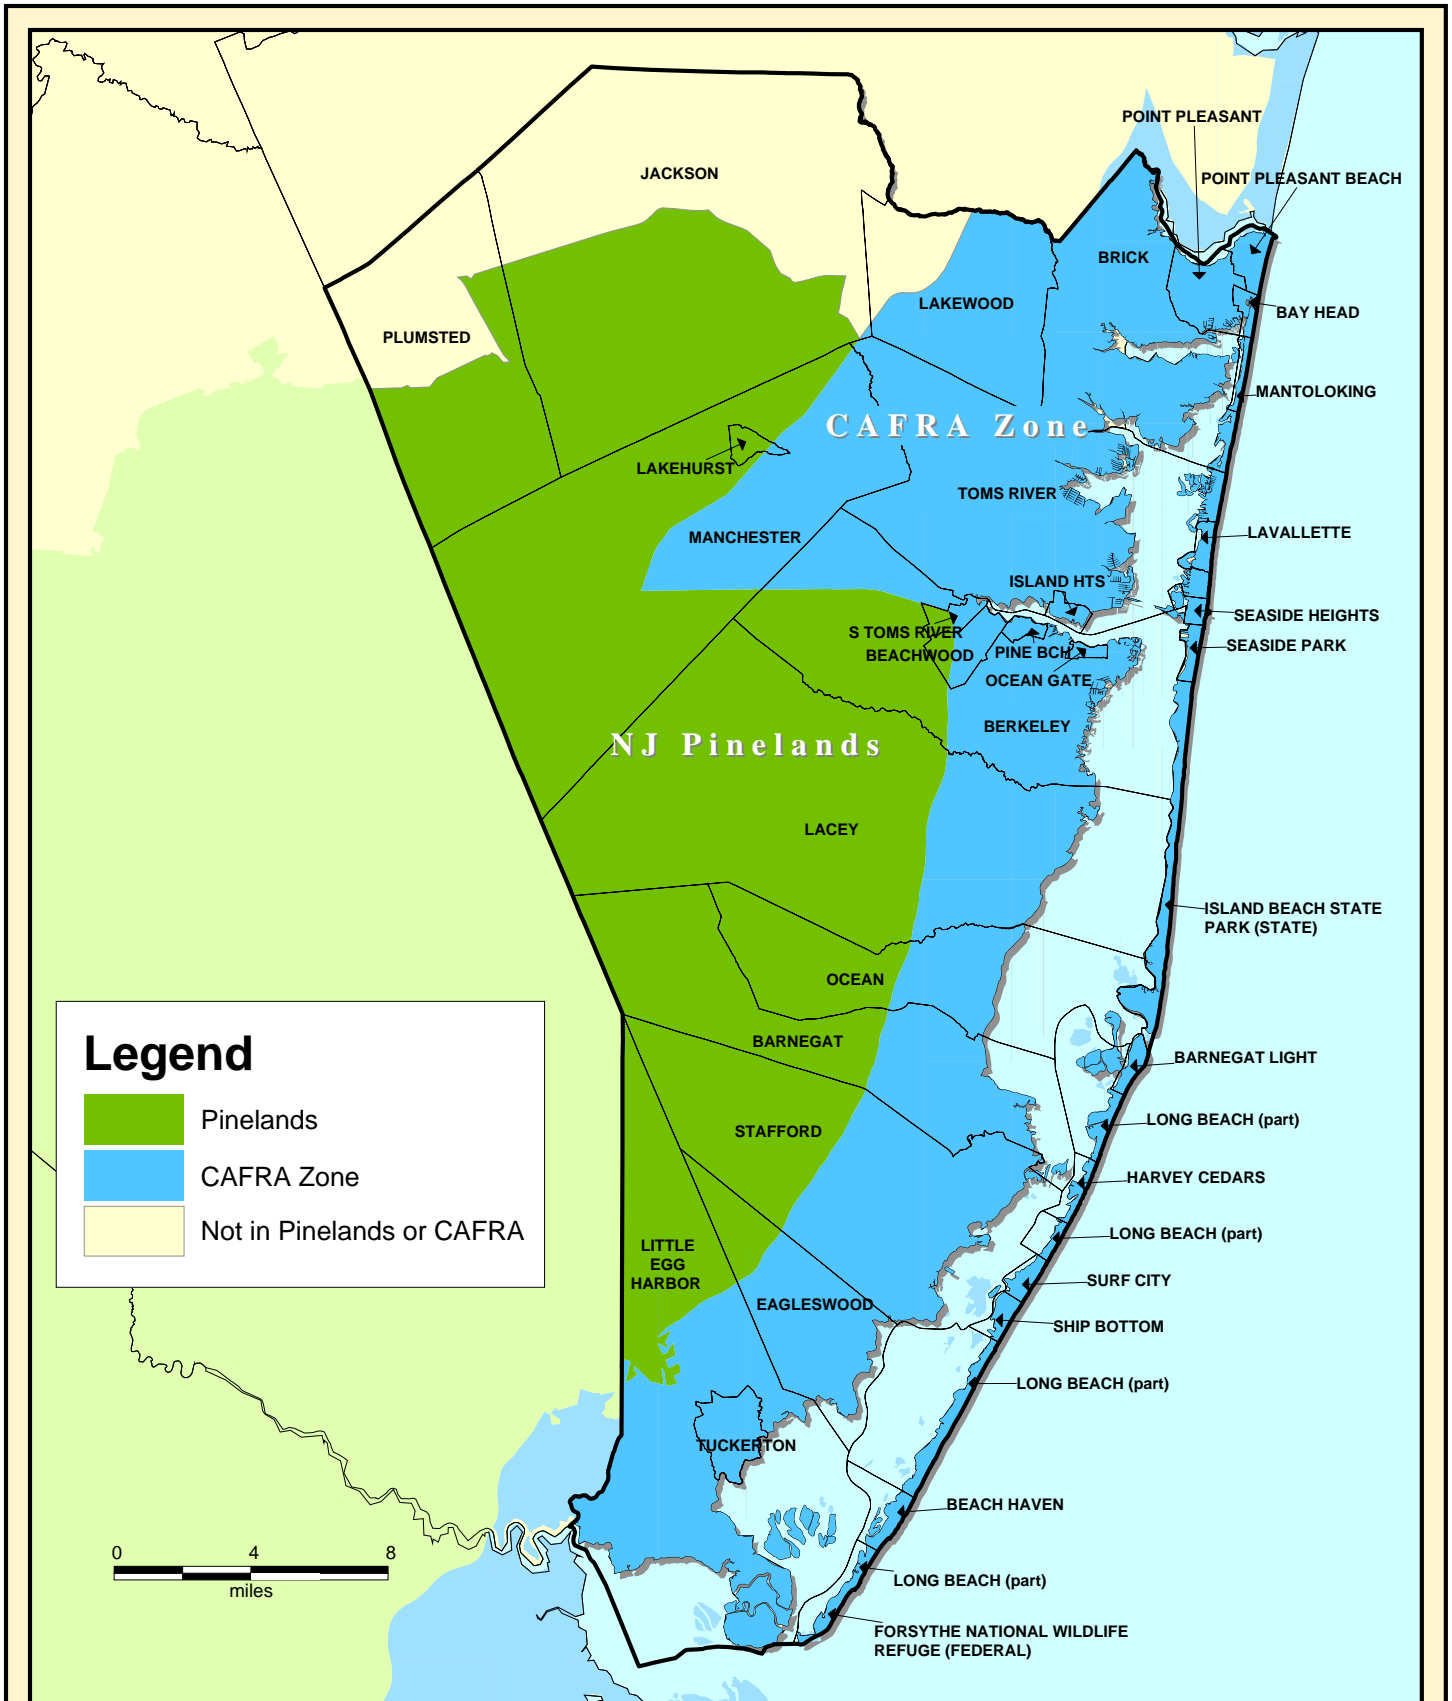 POINT PLEASANT
JACKSON
POINT PLEASANT BEACH
BRICK
LAKEWOOD
BAY HEAD
PLUMSTED
MANTOLOKING
CAFRA Zone
LAKEHURST
TOMS RIVER
MANCHESTER
LAVALLETTE
ISLAND HTS
SEASIDE HEIGHTS
S TOMS RIVER
SEASIDE PARK
BEACHWOOD
PINE BCH
OCEAN GATE
BERKELEY
NJ Pinelands
LACEY
ISLAND BEACH STATE
PARK (STATE)
OCEAN
BARNEGAT
BARNEGAT LIGHT
Legend
Pinelands
CAFRA Zone
Not in Pinelands or CAFRA
LONG BEACH (part)
STAFFORD
HARVEY CEDARS
LONG BEACH (part)
LITTLE
EGG
HARBOR
SURF CITY
EAGLESWOOD
SHIP BOTTOM
LONG BEACH (part)
TUCKERTON
BEACH HAVEN
0 4 8
miles
LONG BEACH (part)
FORSYTHE NATIONAL WILDLIFE
REFUGE (FEDERAL)